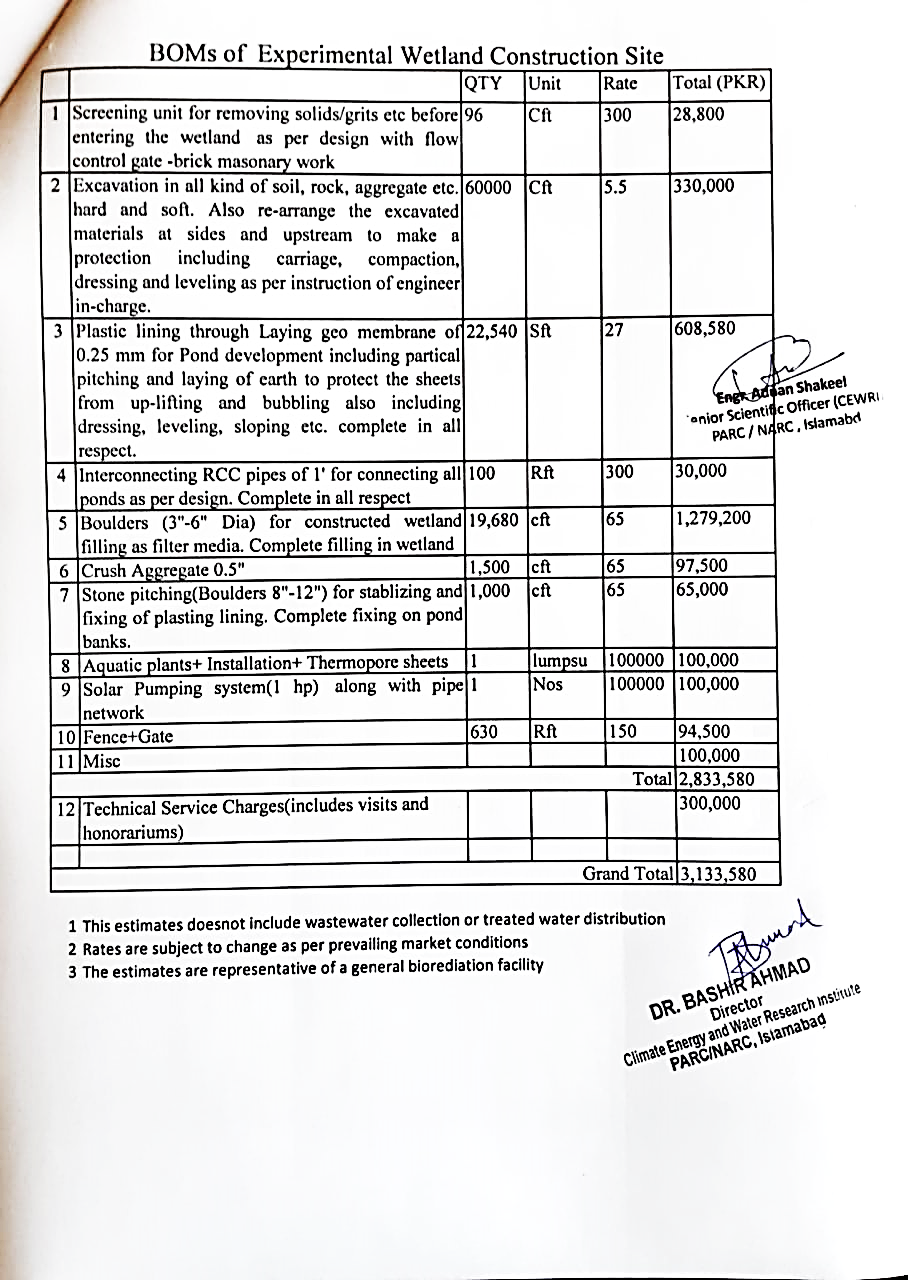 BOMs of Experimental Wetland Construction Site
QTY Unit Rate Total (PKR)
1 Screening unit for removing solids/grits etc before 96 Cft 300 28,800
entering the wetland as per design with flow
control gate -brick masonary work
2 Excavation in all kind of soil, rock, aggregate etc. 60000 Cft 5.5 330,000
hard and soft. Also re-arrange the excavated
materials at sides and upstream to make a
protection including carriage, compaction,
dressing and leveling as per instruction of engineer
in-charge.
3 Plastic lining through Laying geo membrane of 22,540 Sft 27 608,580
0.25 mm for Pond development including partical
pitching and laying of earth to protect the sheets
from up-lifting and bubbling also including
dressing, leveling, sloping etc. complete in all
respect.
Engr. Adnan Shakeel
enior Scientific Officer (CEWRI
PARC / NARC, Islamabd
4 Interconnecting RCC pipes of 1' for connecting all 100 Rft 300 30,000
ponds as per design. Complete in all respect
5 Boulders (3"-6" Dia) for constructed wetland 19,680 cft 65 1,279,200
filling as filter media. Complete filling in wetland
6 Crush Aggregate 0.5" 1,500 cft 65 97,500
7 Stone pitching(Boulders 8"-12") for stablizing and 1,000 cft 65 65,000
fixing of plasting lining. Complete fixing on pond
banks.
8 Aquatic plants+ Installation+ Thermopore sheets 1 lumpsu 100000 100,000
9 Solar Pumping system(1 hp) along with pipe 1 Nos 100000 100,000
network
10 Fence+Gate 630 Rft 150 94,500
11 Misc 100,000
Total 2,833,580
12 Technical Service Charges(includes visits and 300,000
honorariums)
Grand Total 3,133,580
1 This estimates doesnot include wastewater collection or treated water distribution
2 Rates are subject to change as per prevailing market conditions
3 The estimates are representative of a general biorediation facility
DR. BASHIR AHMAD
Director
Climate Energy and Water Research Institute
PARC/NARC, Islamabad